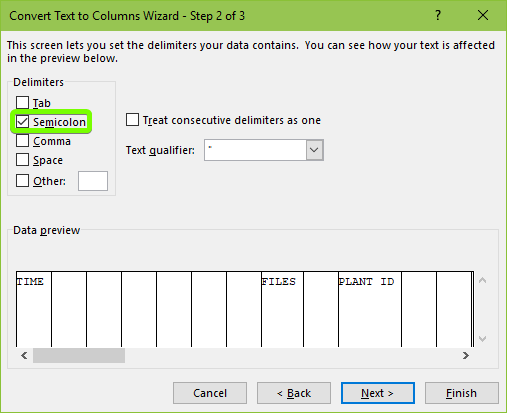 Convert Text to Columns Wizard - Step 2 of 3
This screen lets you set the delimiters your data contains. You can see how your text is affected
in the preview below.
Delimiters
Tab
Semicolon
Comma
Space
Other:
Treat consecutive delimiters as one
Text qualifier: "
Data preview
TIME FILES PLANT ID
Cancel < Back Next > Finish